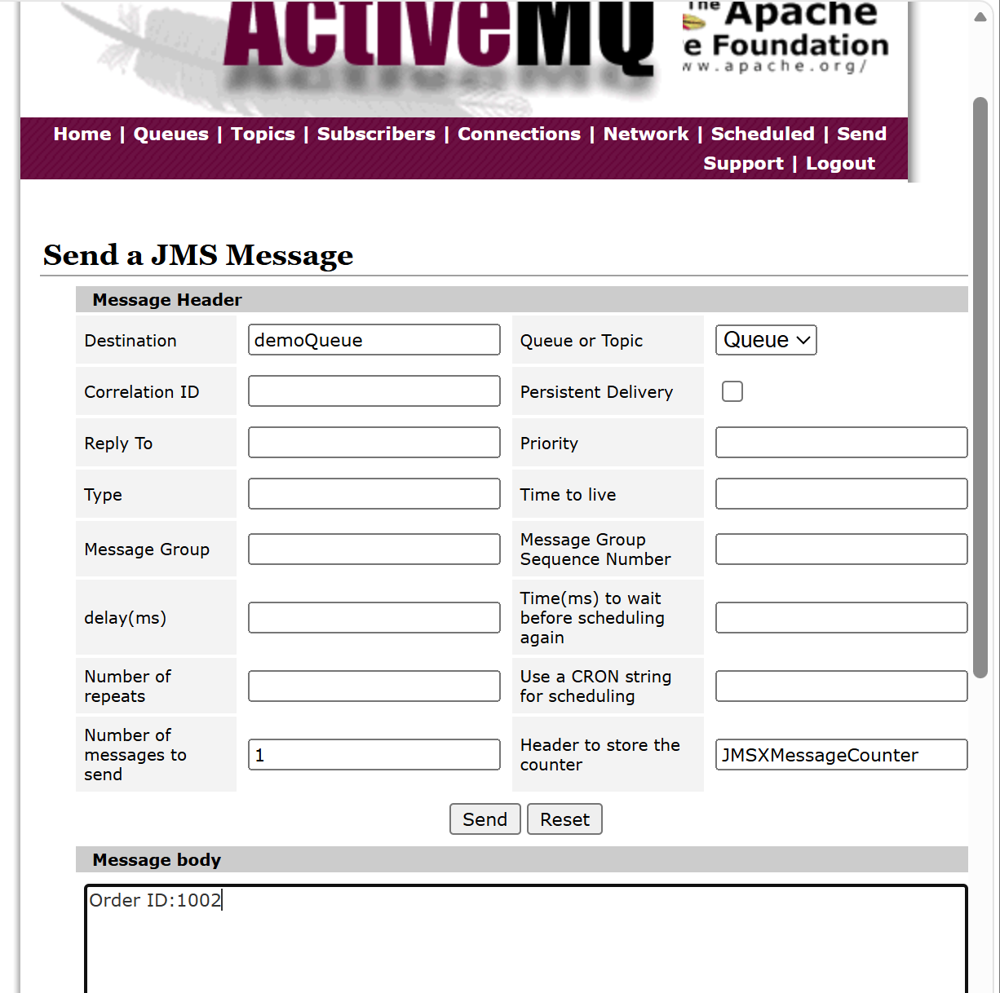 ActiveMQ
The Apache
e Foundation
ww.apache.org/
Home | Queues | Topics | Subscribers | Connections | Network | Scheduled | Send
Support | Logout
Send a JMS Message
Message Header
Destination demoQueue Queue or Topic Queue
Correlation ID Persistent Delivery
Reply To Priority
Type Time to live
Message Group Message Group
Sequence Number
delay(ms) Time(ms) to wait
before scheduling
again
Number of
repeats Use a CRON string
for scheduling
Number of
messages to
send 1 Header to store the
counter JMSXMessageCounter
Send Reset
Message body
Order ID:1002